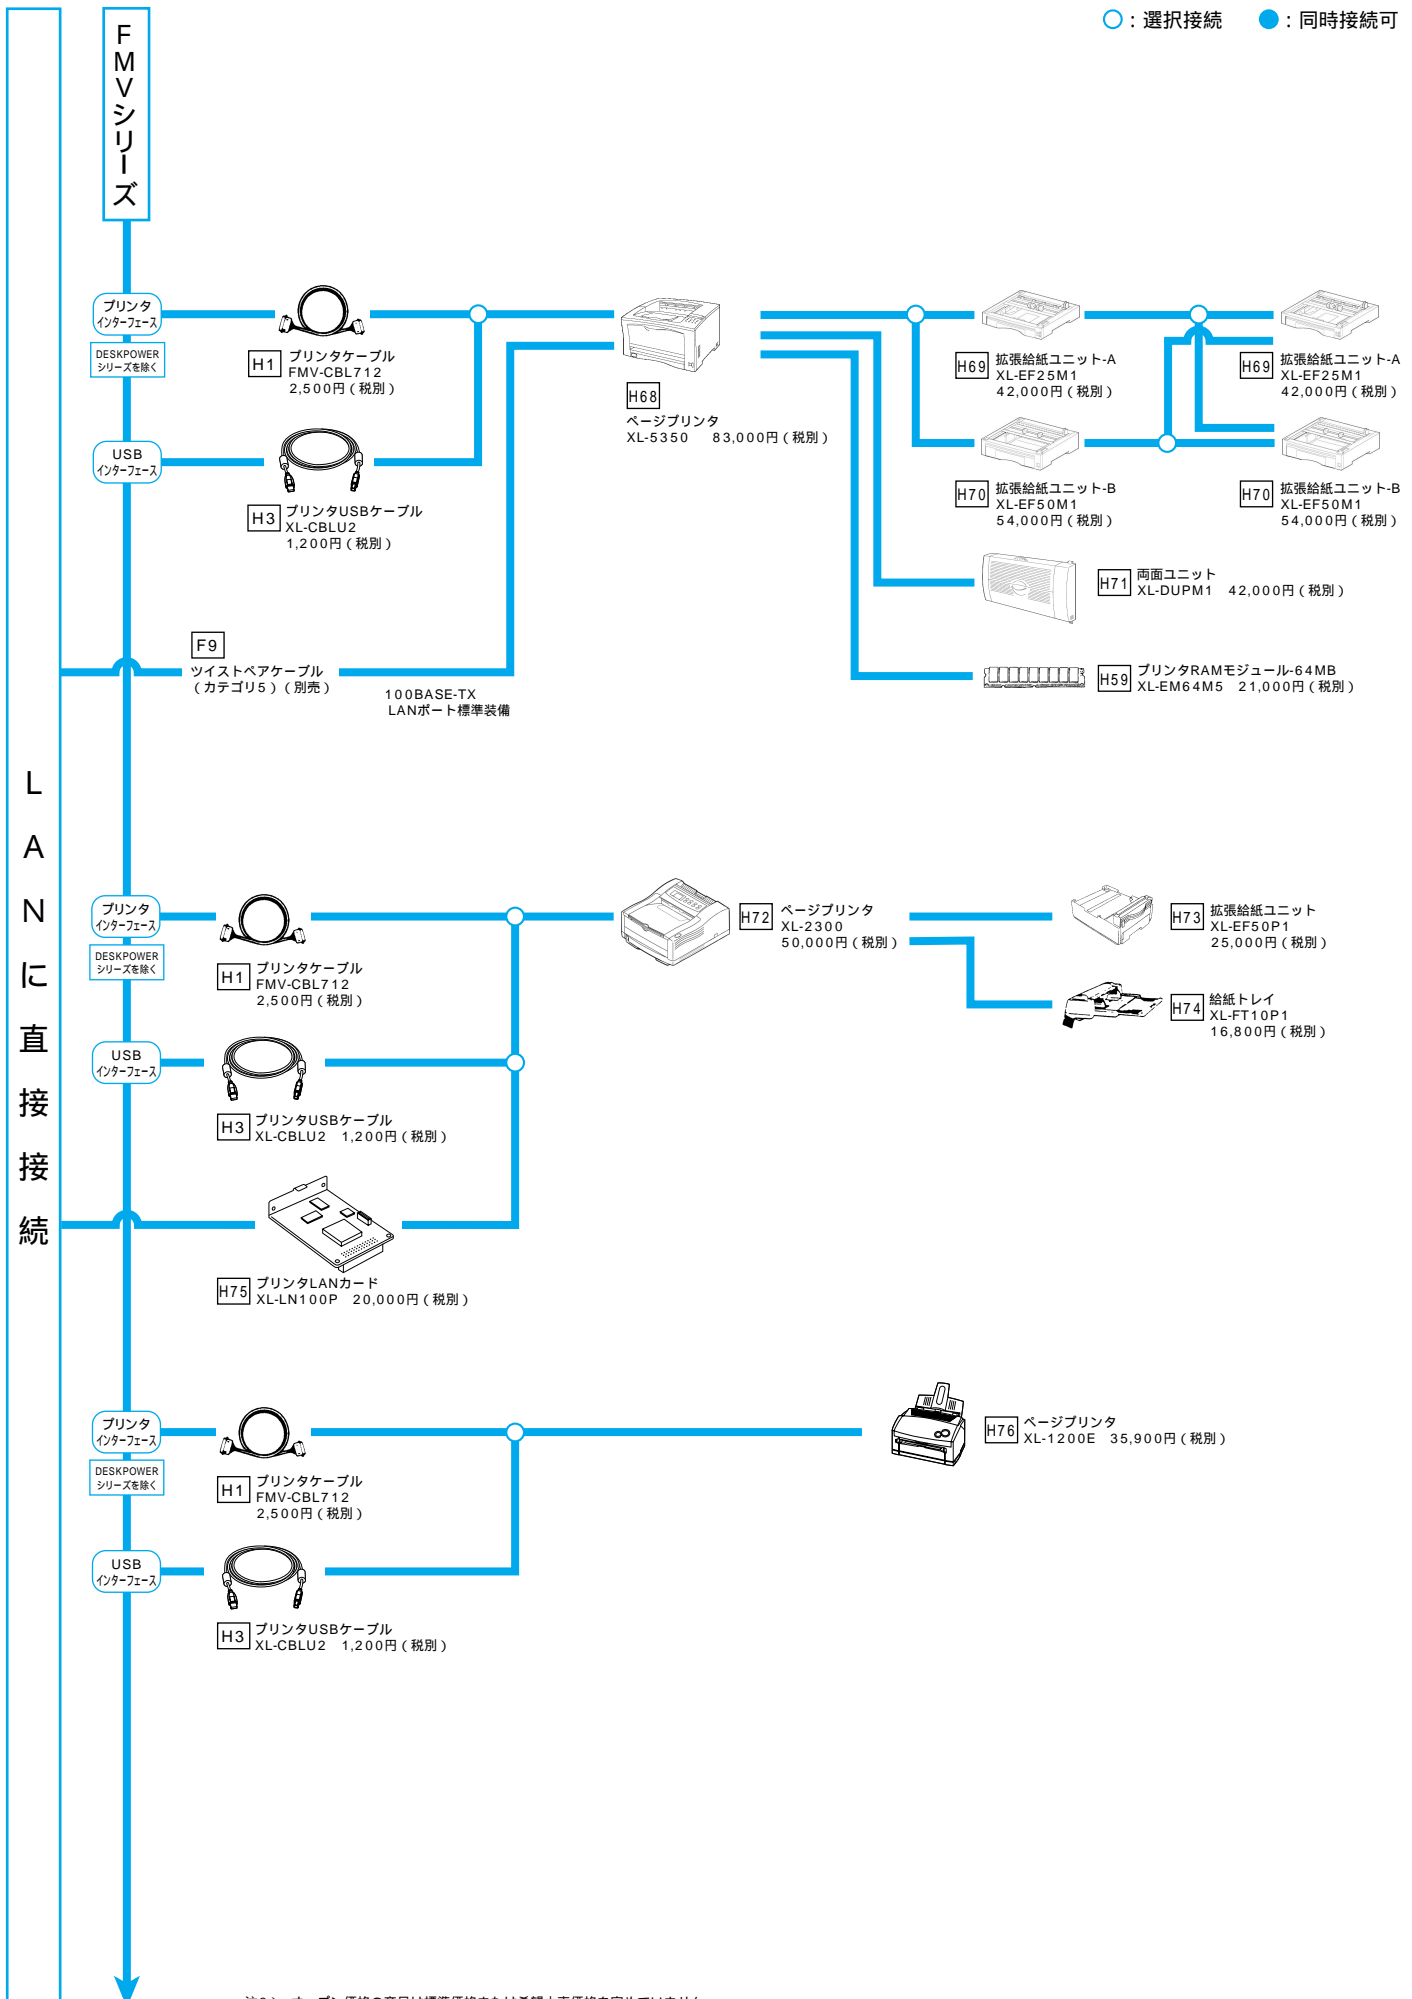 ○：選択接続　●：同時接続可
FMVシリーズ
LANに直接接続
プリンタ
インターフェース
DESKPOWER
シリーズを除く
H1 プリンタケーブル
FMV-CBL712
2,500円（税別）
USB
インターフェース
H3 プリンタUSBケーブル
XL-CBLU2
1,200円（税別）
F9
ツイストペアケーブル
（カテゴリ5）（別売）
100BASE-TX
LANポート標準装備
H68
ページプリンタ
XL-5350　83,000円（税別）
H69 拡張給紙ユニット-A
XL-EF25M1
42,000円（税別）
H69 拡張給紙ユニット-A
XL-EF25M1
42,000円（税別）
H70 拡張給紙ユニット-B
XL-EF50M1
54,000円（税別）
H70 拡張給紙ユニット-B
XL-EF50M1
54,000円（税別）
H71 両面ユニット
XL-DUPM1　42,000円（税別）
H59 プリンタRAMモジュール-64MB
XL-EM64M5　21,000円（税別）
プリンタ
インターフェース
DESKPOWER
シリーズを除く
H1 プリンタケーブル
FMV-CBL712
2,500円（税別）
USB
インターフェース
H3 プリンタUSBケーブル
XL-CBLU2　1,200円（税別）
H75 プリンタLANカード
XL-LN100P　20,000円（税別）
H72 ページプリンタ
XL-2300
50,000円（税別）
H73 拡張給紙ユニット
XL-EF50P1
25,000円（税別）
H74 給紙トレイ
XL-FT10P1
16,800円（税別）
プリンタ
インターフェース
DESKPOWER
シリーズを除く
H1 プリンタケーブル
FMV-CBL712
2,500円（税別）
USB
インターフェース
H3 プリンタUSBケーブル
XL-CBLU2　1,200円（税別）
H76 ページプリンタ
XL-1200E　35,900円（税別）